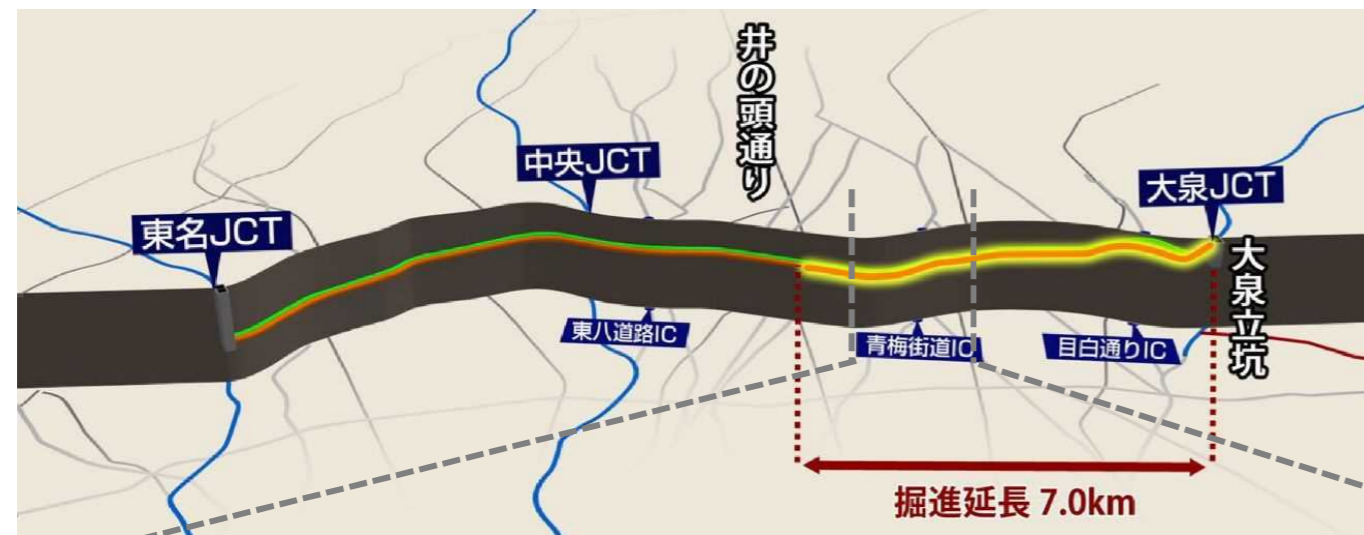 井の頭通り
中央JCT
大泉JCT
東名JCT
大泉立坑
東八道路IC
青梅街道IC
目白通りIC
掘進延長 7.0km